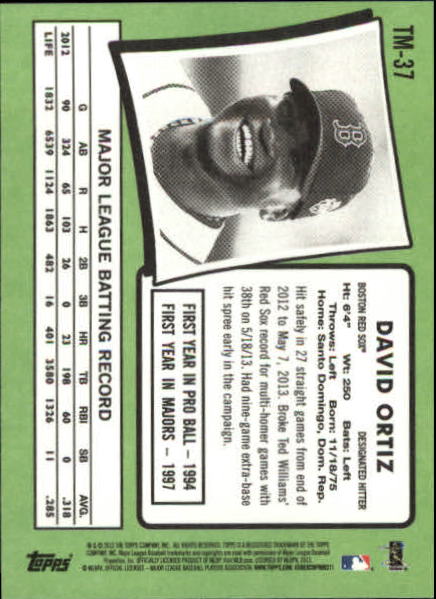 TM-37
B
DAVID ORTIZ
BOSTON RED SOX™ DESIGNATED HITTER
Ht: 6'4" Wt: 250 Bats: Left
Throws: Left Born: 11/18/75
Home: Santo Domingo, Dom. Rep.
Hit safely in 27 straight games from end of
2012 to May 7, 2013. Broke Ted Williams'
Red Sox record for multi-homer games with
38th on 5/18/13. Had nine-game extra-base
hit spree early in the campaign.
FIRST YEAR IN PRO BALL – 1994
FIRST YEAR IN MAJORS – 1997
MAJOR LEAGUE BATTING RECORD
G AB R H 2B 3B HR TB RBI SB AVG.
2012 90 324 65 103 26 0 23 198 60 0 .318
LIFE 1832 6539 1124 1863 482 16 401 3580 1326 11 .285
Topps